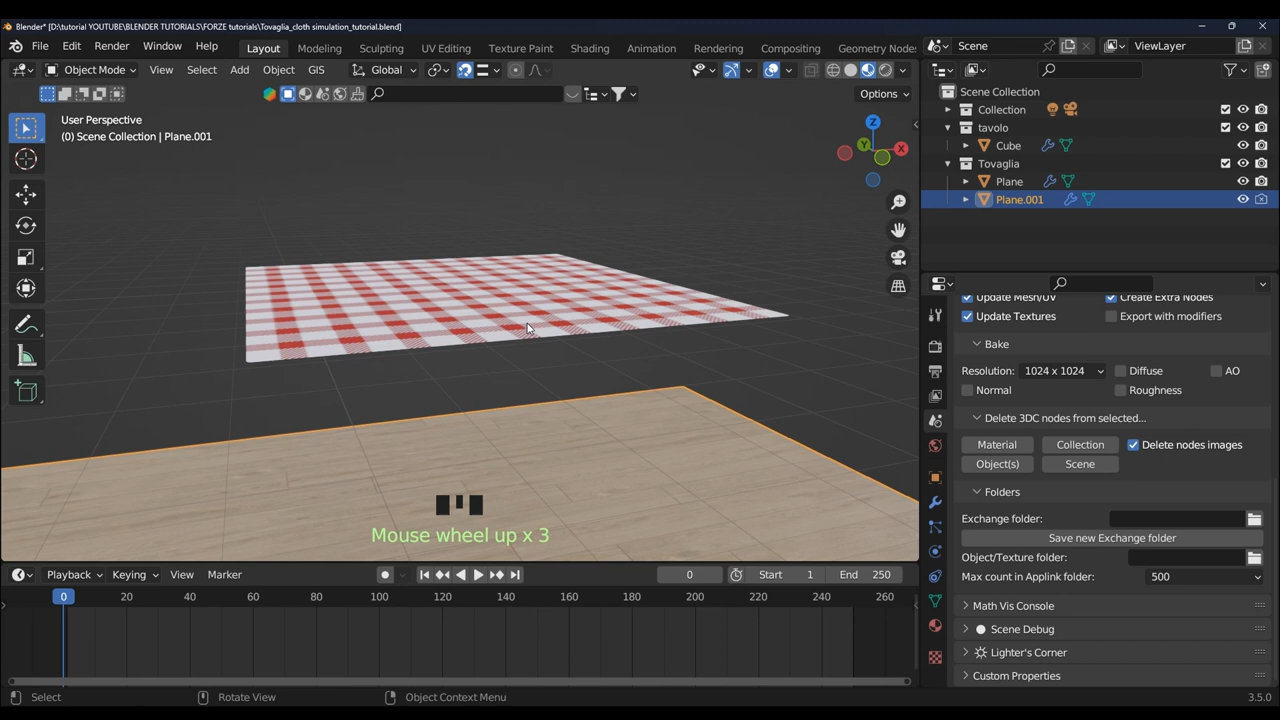 Blender* [D:\tutorial YOUTUBE\BLENDER TUTORIALS\FORZE tutorials\Tovaglia_cloth simulation_tutorial.blend]
File Edit Render Window Help Layout Modeling Sculpting UV Editing Texture Paint Shading Animation Rendering Compositing Geometry Node Scene ViewLayer
Object Mode View Select Add Object GIS Global
Options
User Perspective
(0) Scene Collection | Plane.001
Z
Y
X
Scene Collection
Collection
tavolo
Cube
Tovaglia
Plane
Plane.001
Update Mesh/UV Create Extra Nodes
Update Textures Export with modifiers
Bake
Resolution: 1024 x 1024 Diffuse AO
Normal Roughness
Delete 3DC nodes from selected...
Material Collection Delete nodes images
Object(s) Scene
Folders
Exchange folder:
Save new Exchange folder
Object/Texture folder:
Max count in Applink folder: 500
Math Vis Console
Scene Debug
Lighter's Corner
Custom Properties
Mouse wheel up x 3
Playback Keying View Marker 0 Start 1 End 250
0 20 40 60 80 100 120 140 160 180 200 220 240 260
Select Rotate View Object Context Menu 3.5.0